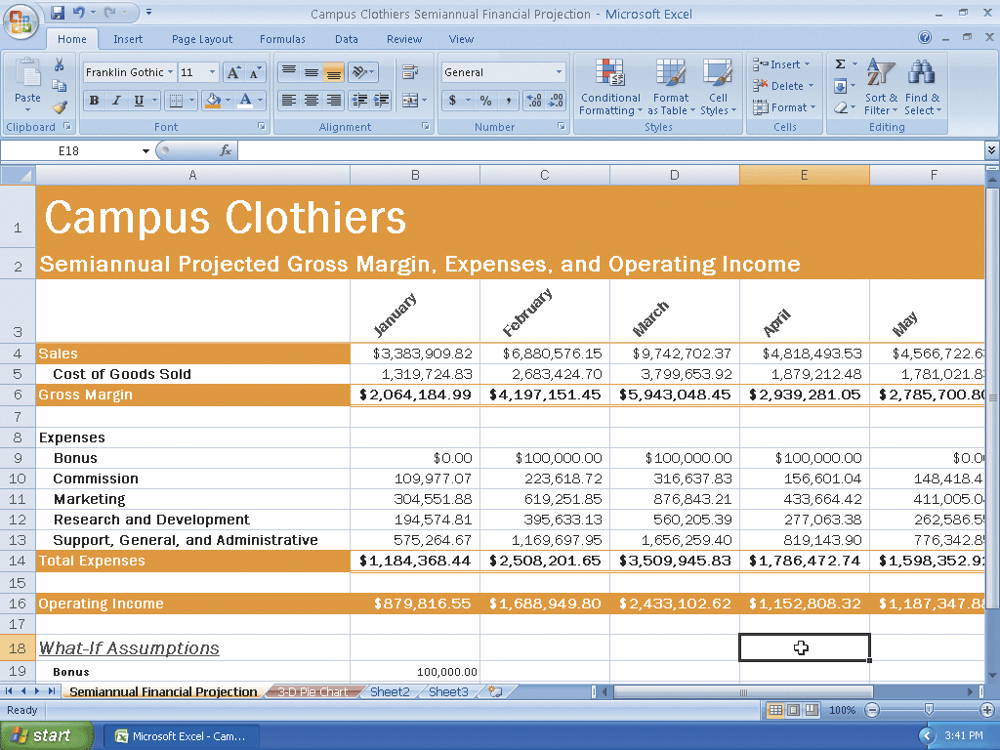 Campus Clothiers Semiannual Financial Projection - Microsoft Excel
Home Insert Page Layout Formulas Data Review View
Paste Franklin Gothic 11 A A General Conditional Formatting Format as Table Cell Styles Insert Delete Format Σ Sort & Filter Find & Select
B I U A $ % , .00 .00
Clipboard Font Alignment Number Styles Cells Editing
E18 fx
A B C D E F
1 Campus Clothiers
2 Semiannual Projected Gross Margin, Expenses, and Operating Income
3 January February March April May
4 Sales $3,383,909.82 $6,880,576.15 $9,742,702.37 $4,818,493.53 $4,566,722.6
5 Cost of Goods Sold 1,319,724.83 2,683,424.70 3,799,653.92 1,879,212.48 1,781,021.8
6 Gross Margin $2,064,184.99 $4,197,151.45 $5,943,048.45 $2,939,281.05 $2,785,700.80
7
8 Expenses
9 Bonus $0.00 $100,000.00 $100,000.00 $100,000.00 $0.0
10 Commission 109,977.07 223,618.72 316,637.83 156,601.04 148,418.4
11 Marketing 304,551.88 619,251.85 876,843.21 433,664.42 411,005.0
12 Research and Development 194,574.81 395,633.13 560,205.39 277,063.38 262,586.5
13 Support, General, and Administrative 575,264.67 1,169,697.95 1,656,259.40 819,143.90 776,342.8
14 Total Expenses $1,184,368.44 $2,508,201.65 $3,509,945.83 $1,786,472.74 $1,598,352.9
15
16 Operating Income $879,816.55 $1,688,949.80 $2,433,102.62 $1,152,808.32 $1,187,347.8
17
18 What-If Assumptions
19 Bonus 100,000.00
Semiannual Financial Projection 3-D Pie Chart Sheet2 Sheet3
Ready 100%
start Microsoft Excel - Cam... 3:41 PM